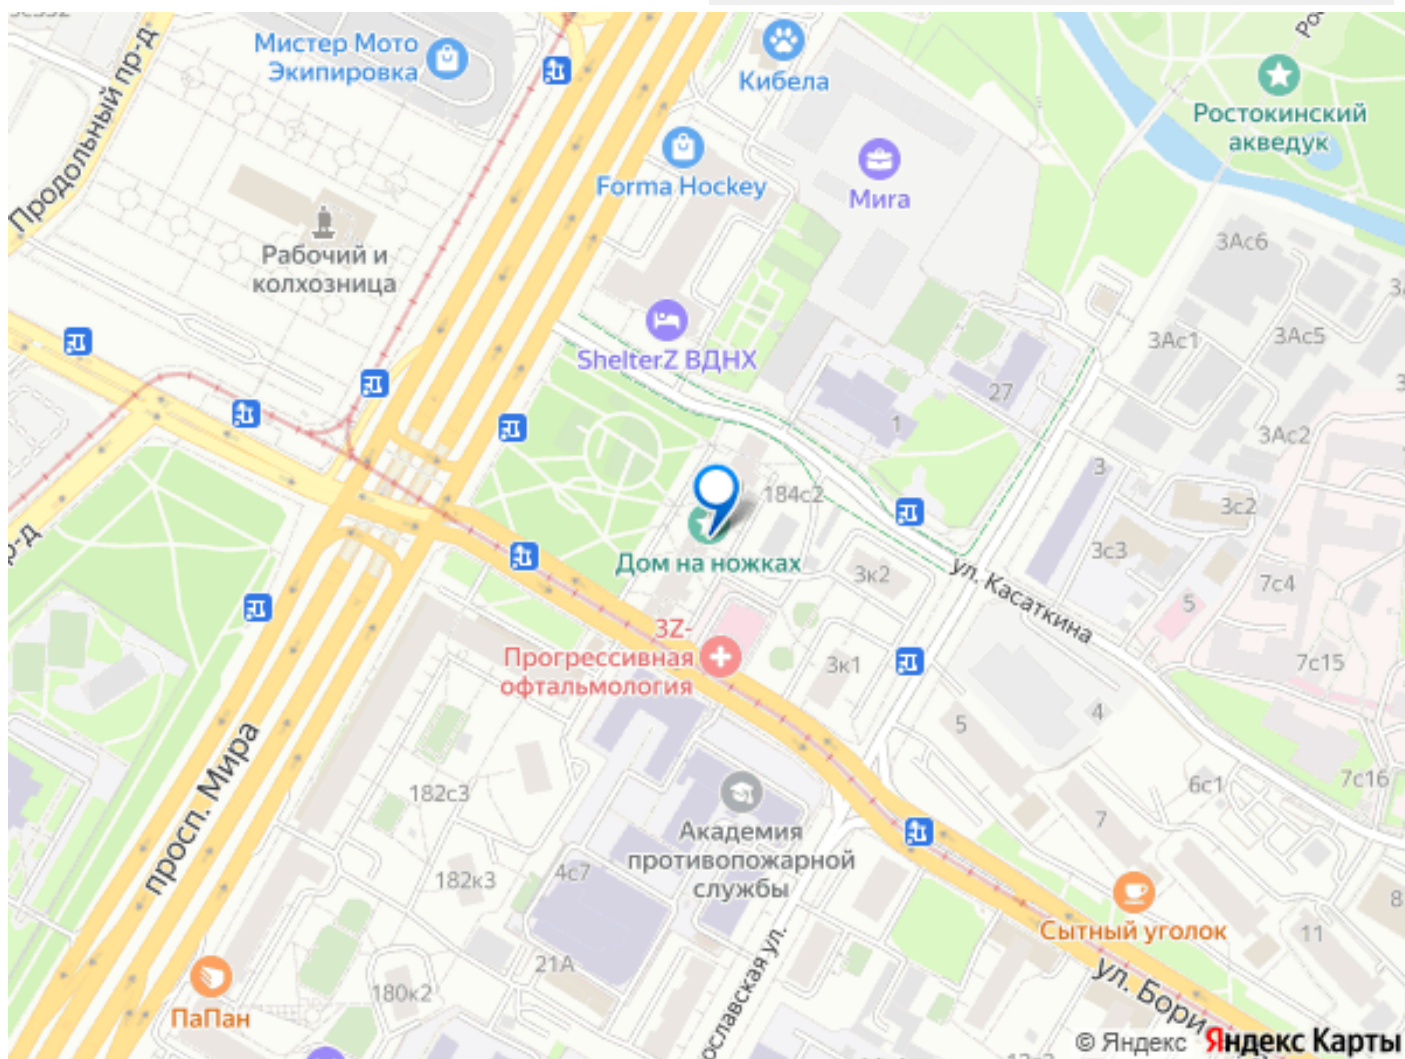 Мистер Мото
Экипировка
Кибела
Ростокинский
акведук
Продольный пр-д
Forma Hockey
Мира
Рабочий и
колхозница
3Ас6
3Ас1
3Ас5
ShelterZ ВДНХ
27
1
3Ас2
3
184с2
3с2
Дом на ножках
3к2
3с3
ул. Касаткина
7с4
5
3Z-
Прогрессивная
офтальмология
3к1
7с15
4
5
просп. Мира
182с3
6с1
7с16
7
Академия
противопожарной
службы
4с7
182к3
8
Сытный уголок
11
21А
180к2
ПаПан
ославская ул.
ул. Бори
© Яндекс
Яндекс Карты